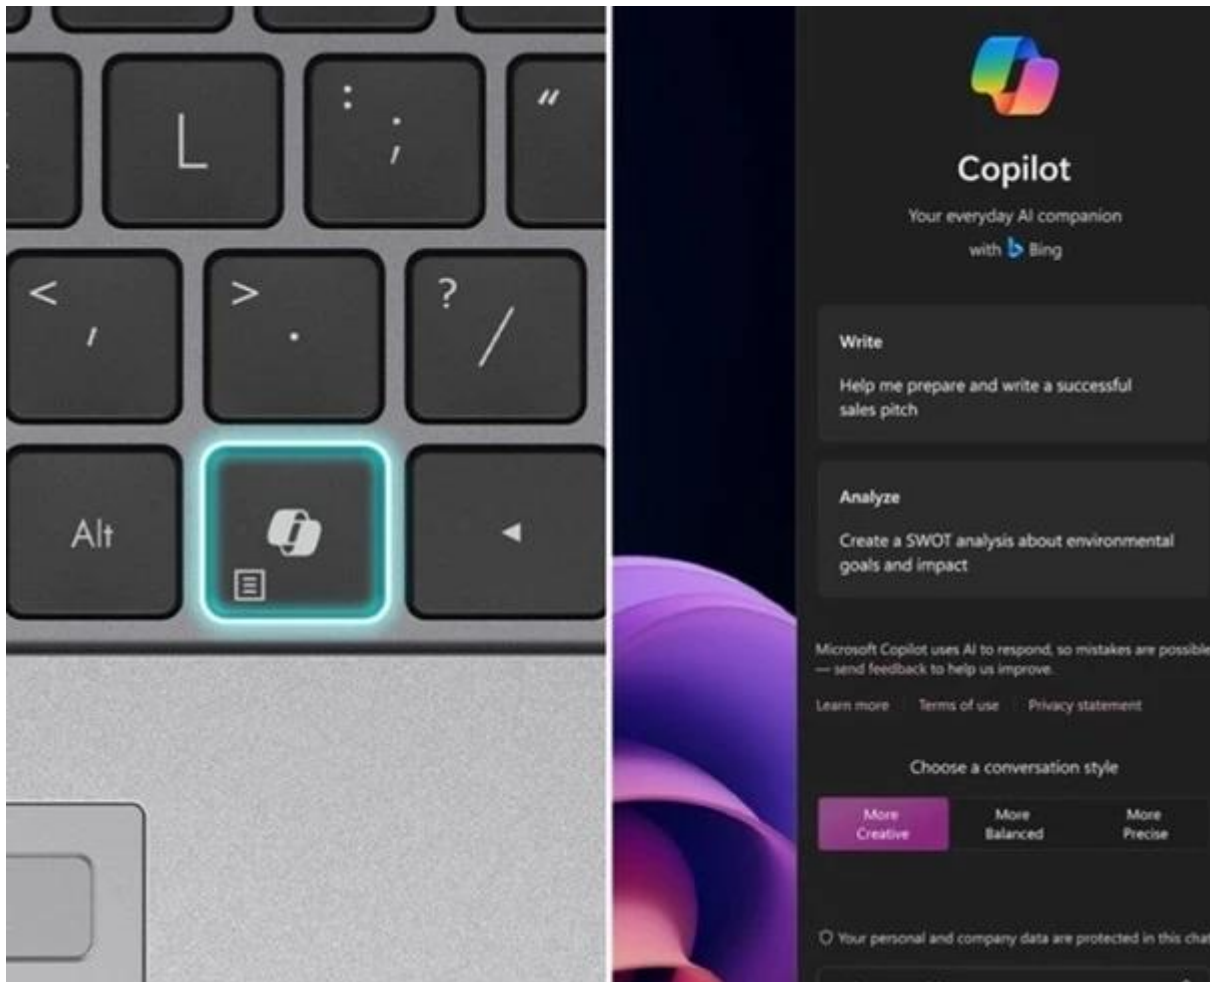 L
:
;
"
<
,
>
.
?
/
Alt
Copilot
Your everyday AI companion
with b Bing
Write
Help me prepare and write a successful
sales pitch
Analyze
Create a SWOT analysis about environmental
goals and impact
Microsoft Copilot uses AI to respond, so mistakes are possible
— send feedback to help us improve.
Learn more Terms of use Privacy statement
Choose a conversation style
More
Creative
More
Balanced
More
Precise
Your personal and company data are protected in this chat